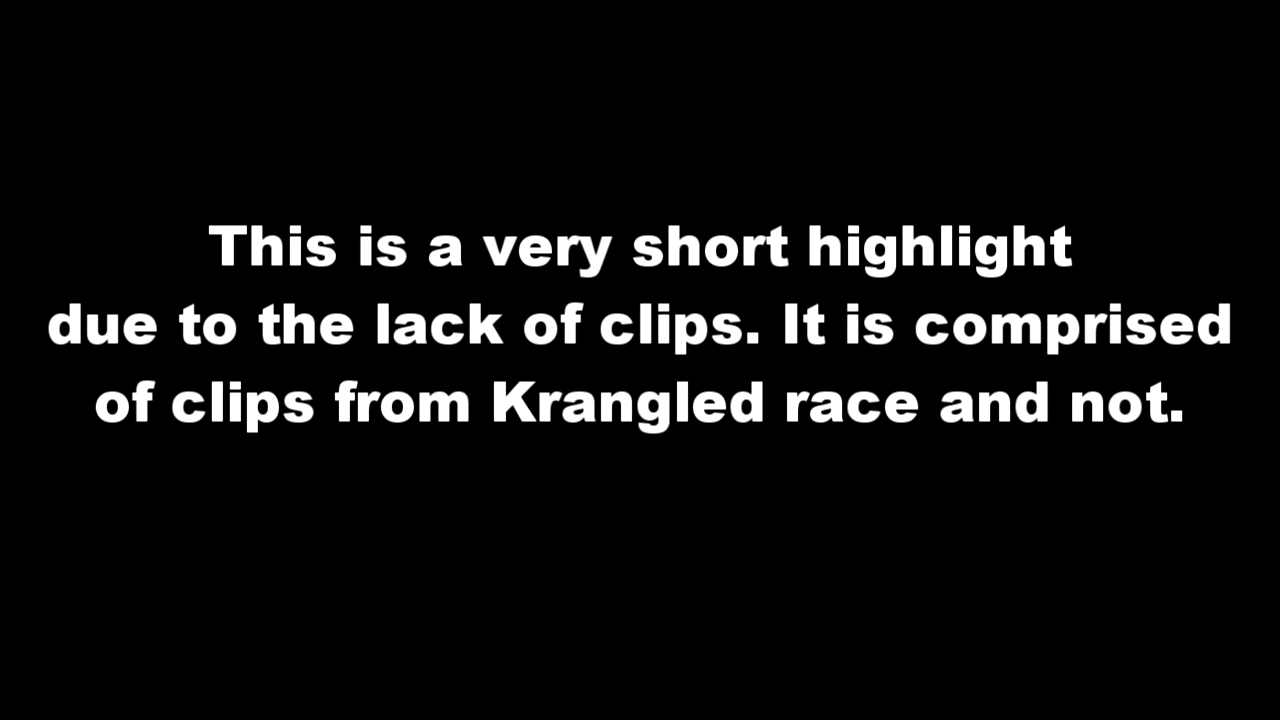 This is a very short highlight
due to the lack of clips. It is comprised
of clips from Krangled race and not.